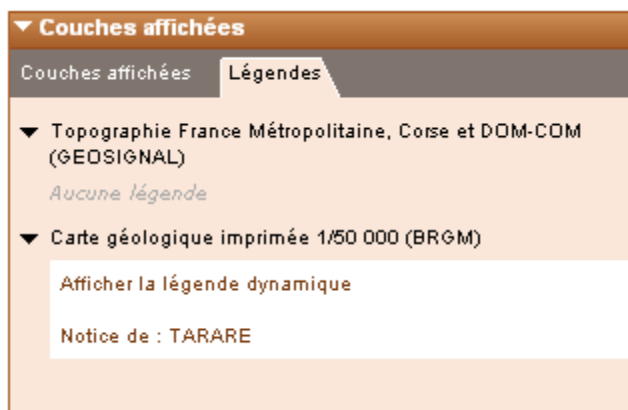 Couches affichées
Couches affichées
Légendes
Topographie France Métropolitaine, Corse et DOM-COM
(GEOSIGNAL)
Aucune légende
Carte géologique imprimée 1/50 000 (BRGM)
Afficher la légende dynamique
Notice de : TARARE